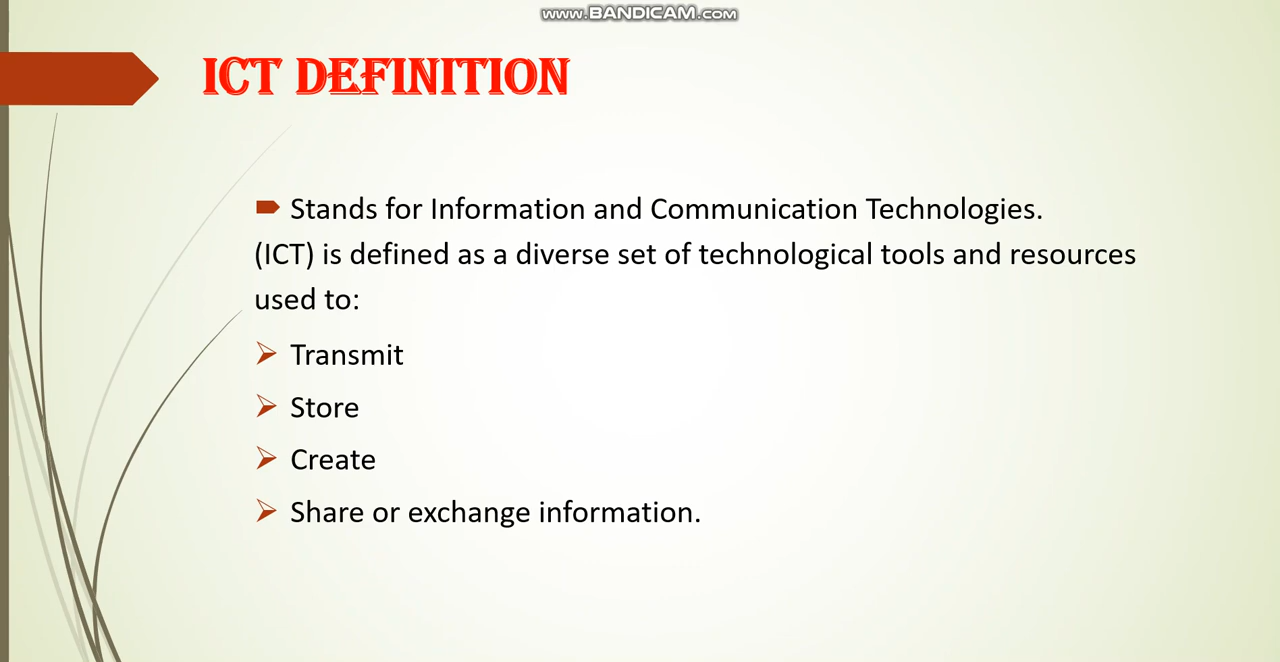 www.BANDICAM.com
ICT DEFINITION
Stands for Information and Communication Technologies.
(ICT) is defined as a diverse set of technological tools and resources
used to:
Transmit
Store
Create
Share or exchange information.